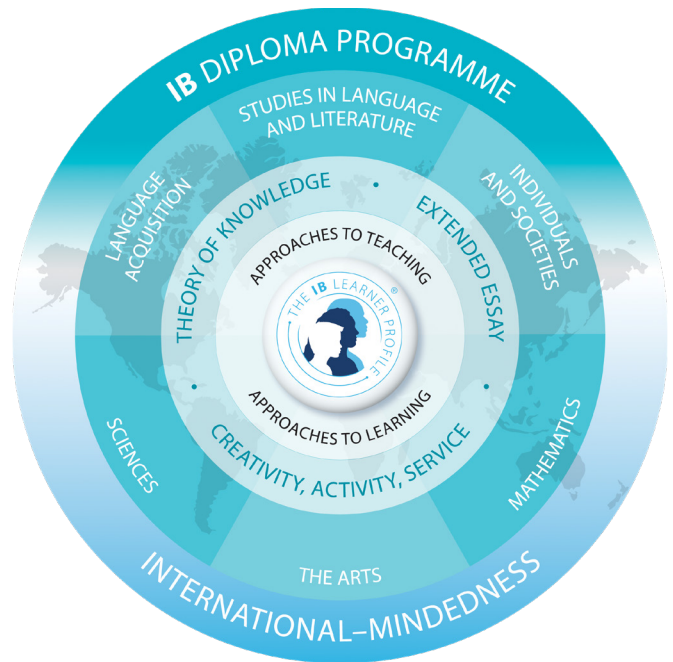 IB DIPLOMA PROGRAMME
STUDIES IN LANGUAGE
AND LITERATURE
LANGUAGE
ACQUISITION
INDIVIDUALS
AND SOCIETIES
THEORY OF KNOWLEDGE
•
EXTENDED ESSAY
•
•
APPROACHES TO TEACHING
THE IB LEARNER PROFILE
®
APPROACHES TO LEARNING
CREATIVITY, ACTIVITY, SERVICE
SCIENCES
MATHEMATICS
THE ARTS
INTERNATIONAL–MINDEDNESS